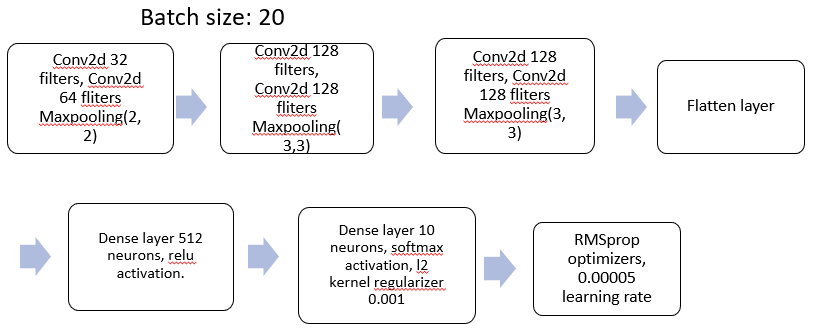 Batch size: 20
Conv2d 32
filters, Conv2d
64 fliters
Maxpooling(2,
2)
Conv2d 128
filters,
Conv2d 128
fliters
Maxpooling(
3,3)
Conv2d 128
filters, Conv2d
128 fliters
Maxpooling(3,
3)
Flatten layer
Dense layer 512
neurons, relu
activation.
Dense layer 10
neurons, softmax
activation, l2
kernel regularizer
0.001
RMSprop
optimizers,
0.00005
learning rate